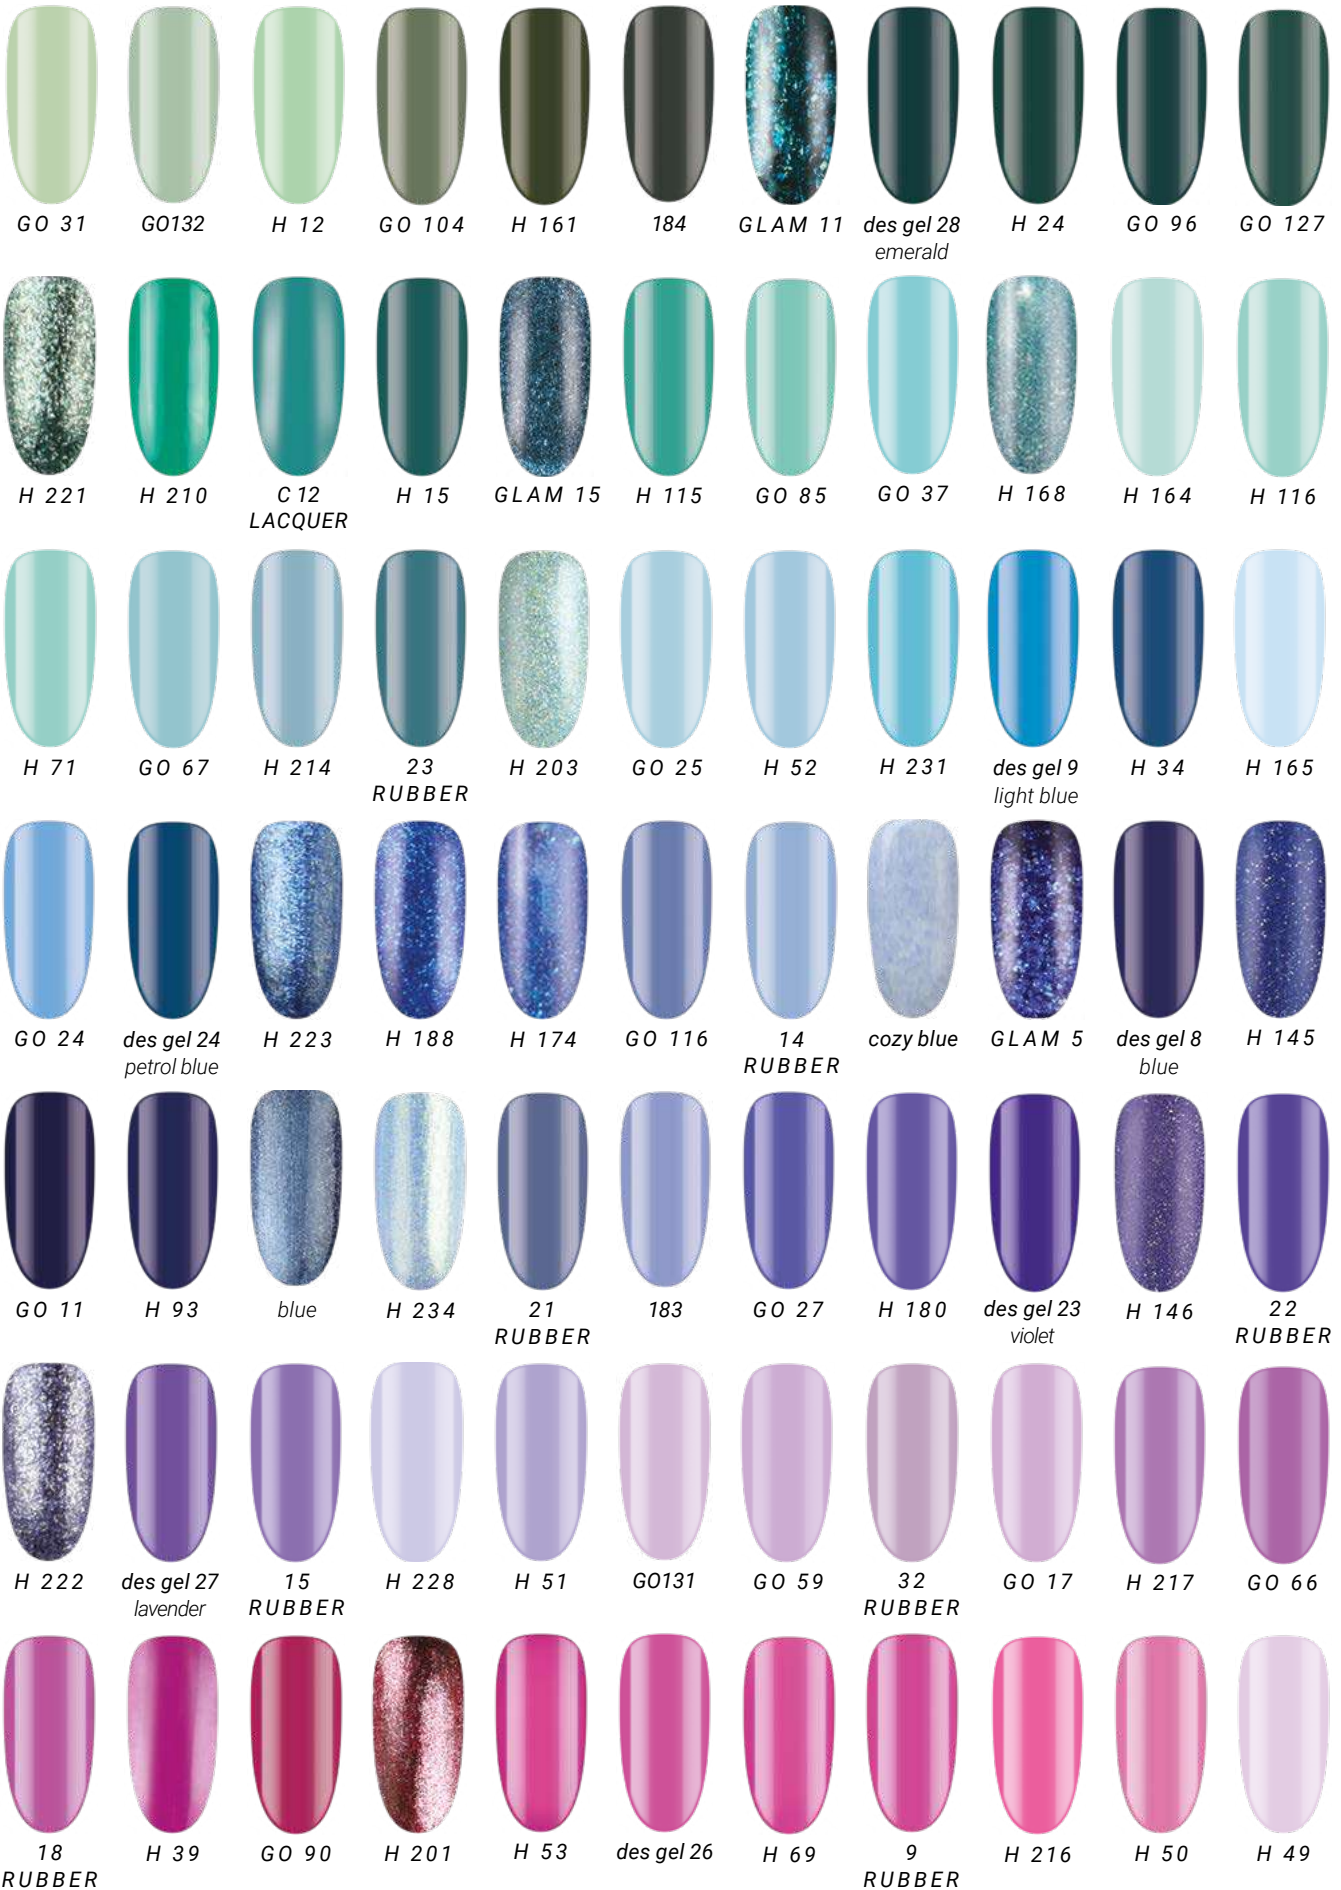 GO 31 GO132 H 12 GO 104 H 161 184 GLAM 11 des gel 28 H 24 GO 96 GO 127
emerald
H 221 H 210 C 12 H 15 GLAM 15 H 115 GO 85 GO 37 H 168 H 164 H 116
LACQUER
H 71 GO 67 H 214 23 H 203 GO 25 H 52 H 231 des gel 9 H 34 H 165
RUBBER light blue
GO 24 des gel 24 H 223 H 188 H 174 GO 116 14 cozy blue GLAM 5 des gel 8 H 145
petrol blue RUBBER blue
GO 11 H 93 blue H 234 21 183 GO 27 H 180 des gel 23 H 146 22
RUBBER violet RUBBER
H 222 des gel 27 15 H 228 H 51 GO131 GO 59 32 GO 17 H 217 GO 66
lavender RUBBER RUBBER
18 H 39 GO 90 H 201 H 53 des gel 26 H 69 9 H 216 H 50 H 49
RUBBER RUBBER